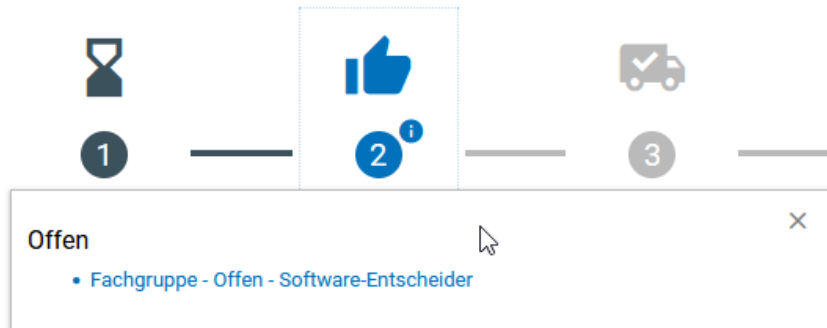 1
2
i
3
Offen
• Fachgruppe - Offen - Software-Entscheider